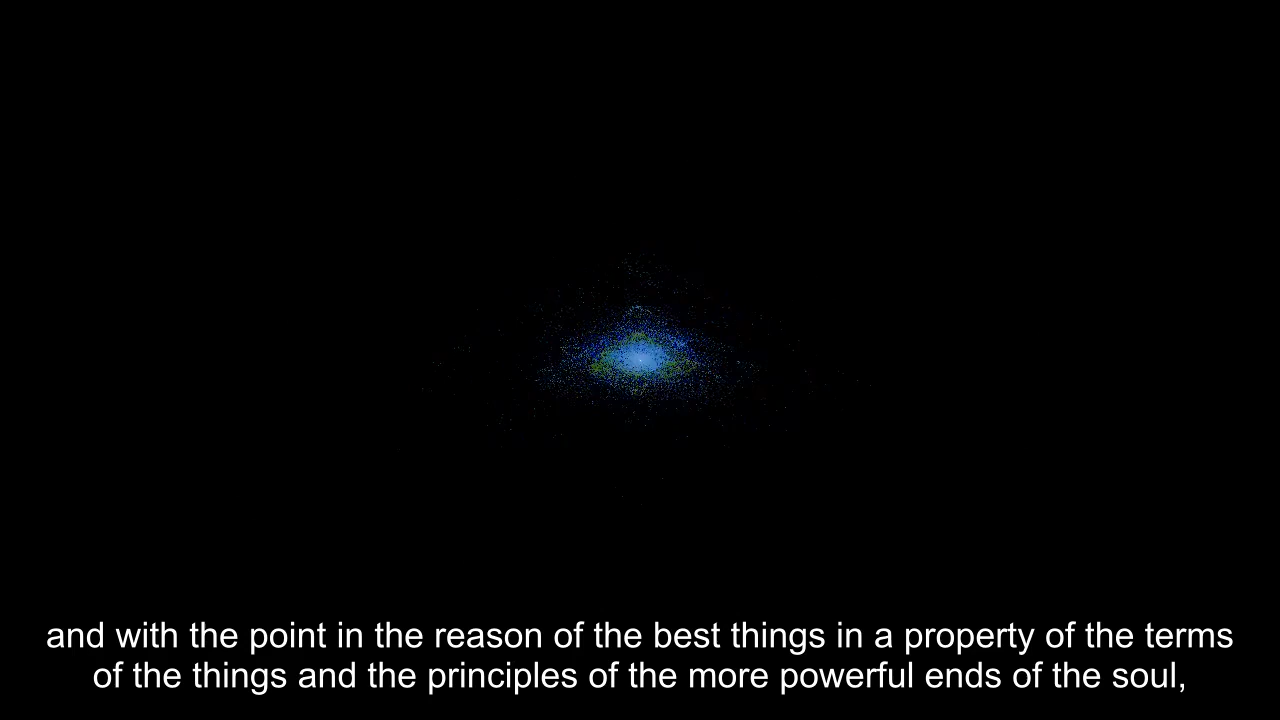 and with the point in the reason of the best things in a property of the terms
of the things and the principles of the more powerful ends of the soul,